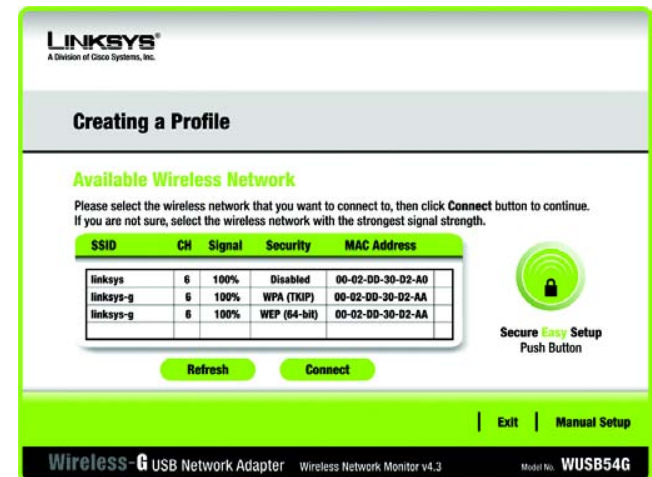 LINKSYS®
A Division of Cisco Systems, Inc.
Creating a Profile
Available Wireless Network
Please select the wireless network that you want to connect to, then click Connect button to continue.
If you are not sure, select the wireless network with the strongest signal strength.
SSID CH Signal Security MAC Address
linksys 6 100% Disabled 00-02-DD-30-D2-A0
linksys-g 6 100% WPA (TKIP) 00-02-DD-30-D2-AA
linksys-g 6 100% WEP (64-bit) 00-02-DD-30-D2-AA
Secure Easy Setup
Push Button
Refresh Connect
Exit Manual Setup
Wireless-G USB Network Adapter Wireless Network Monitor v4.3 Model No. WUSB54G